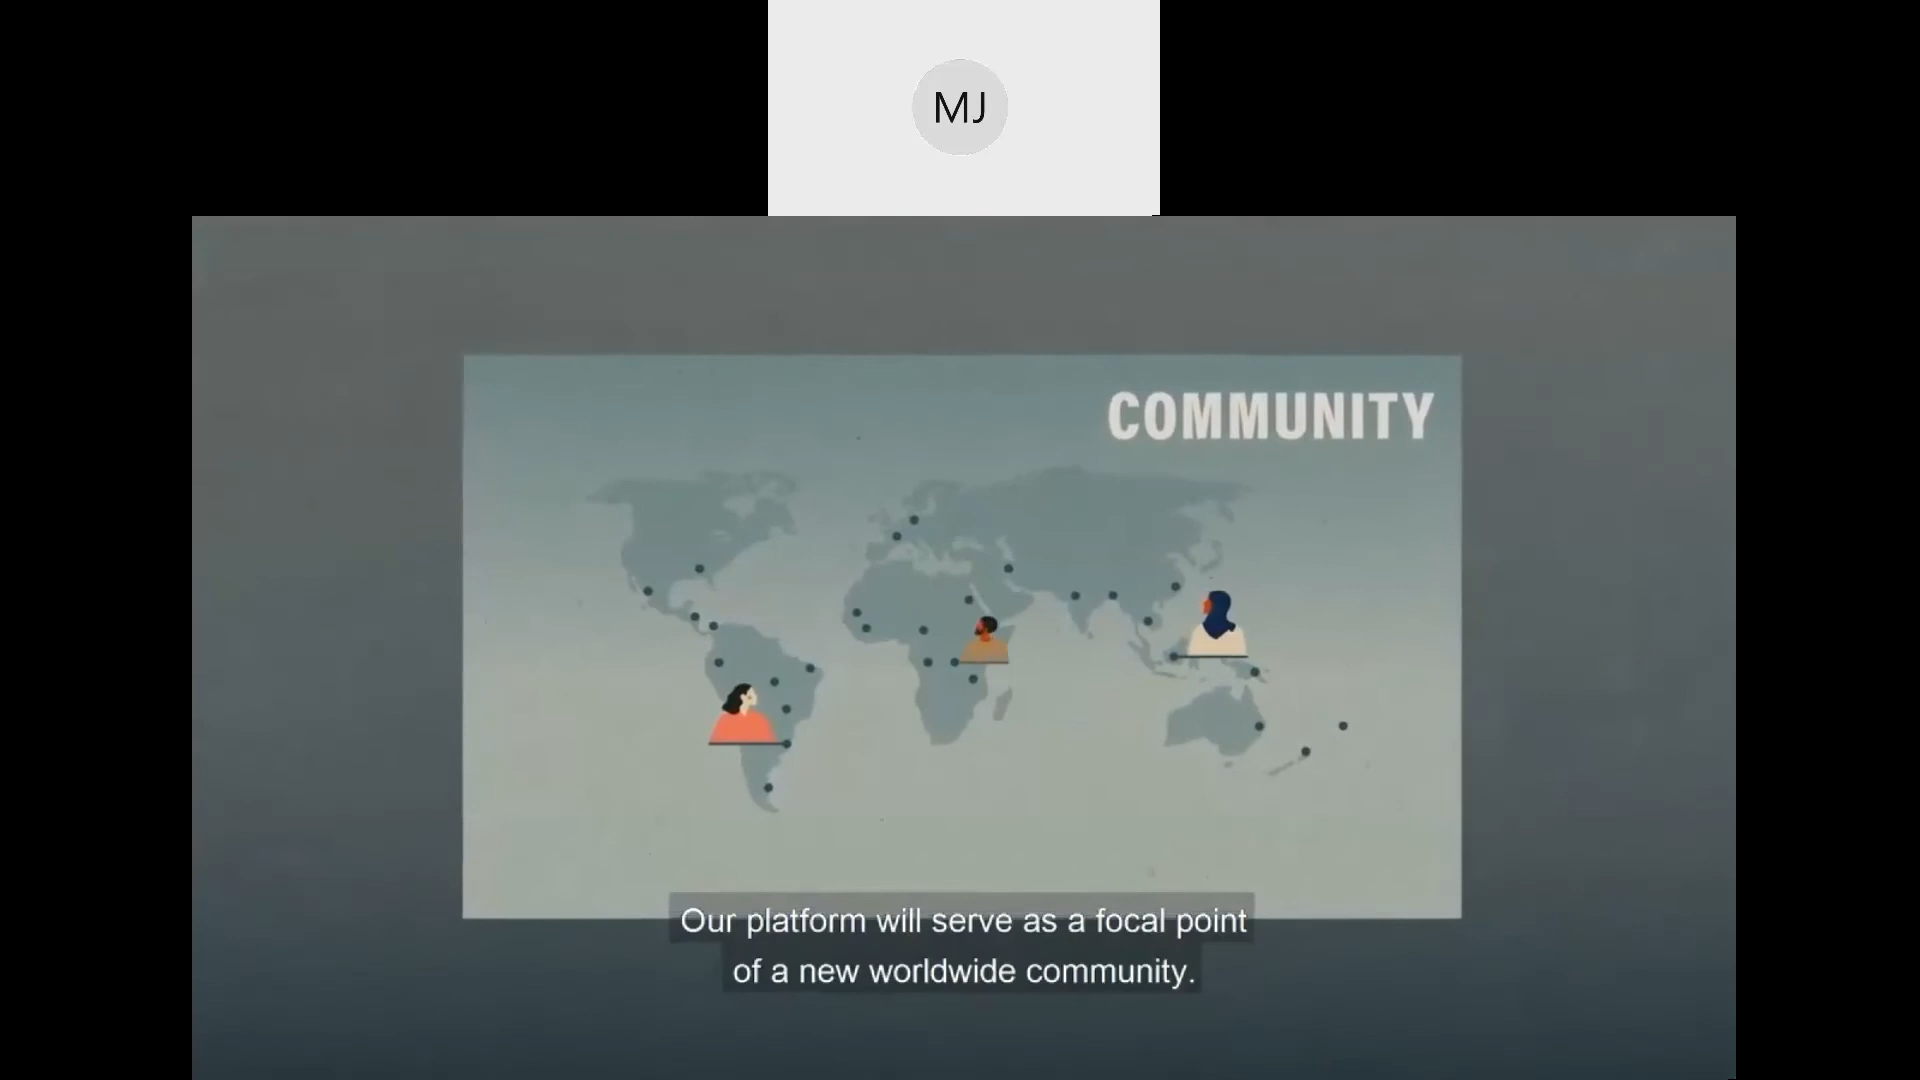 MJ
COMMUNITY
Our platform will serve as a focal point
of a new worldwide community.